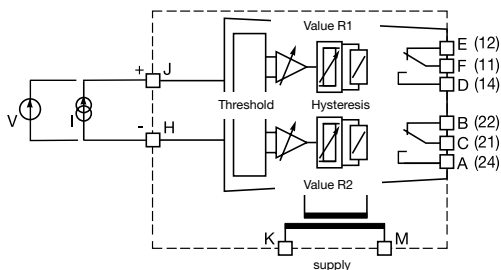 Value R1
E (12)
F (11)
D (14)
+ J
V
I
Threshold
Hysteresis
- H
B (22)
C (21)
A (24)
Value R2
K
M
supply